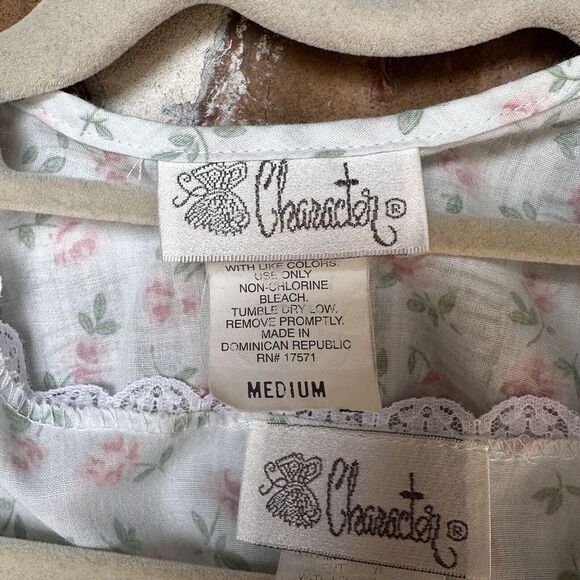 Character®
WITH LIKE COLORS.
USE ONLY
NON-CHLORINE
BLEACH.
TUMBLE DRY LOW.
REMOVE PROMPTLY.
MADE IN
DOMINICAN REPUBLIC
RN# 17571
MEDIUM
Character®